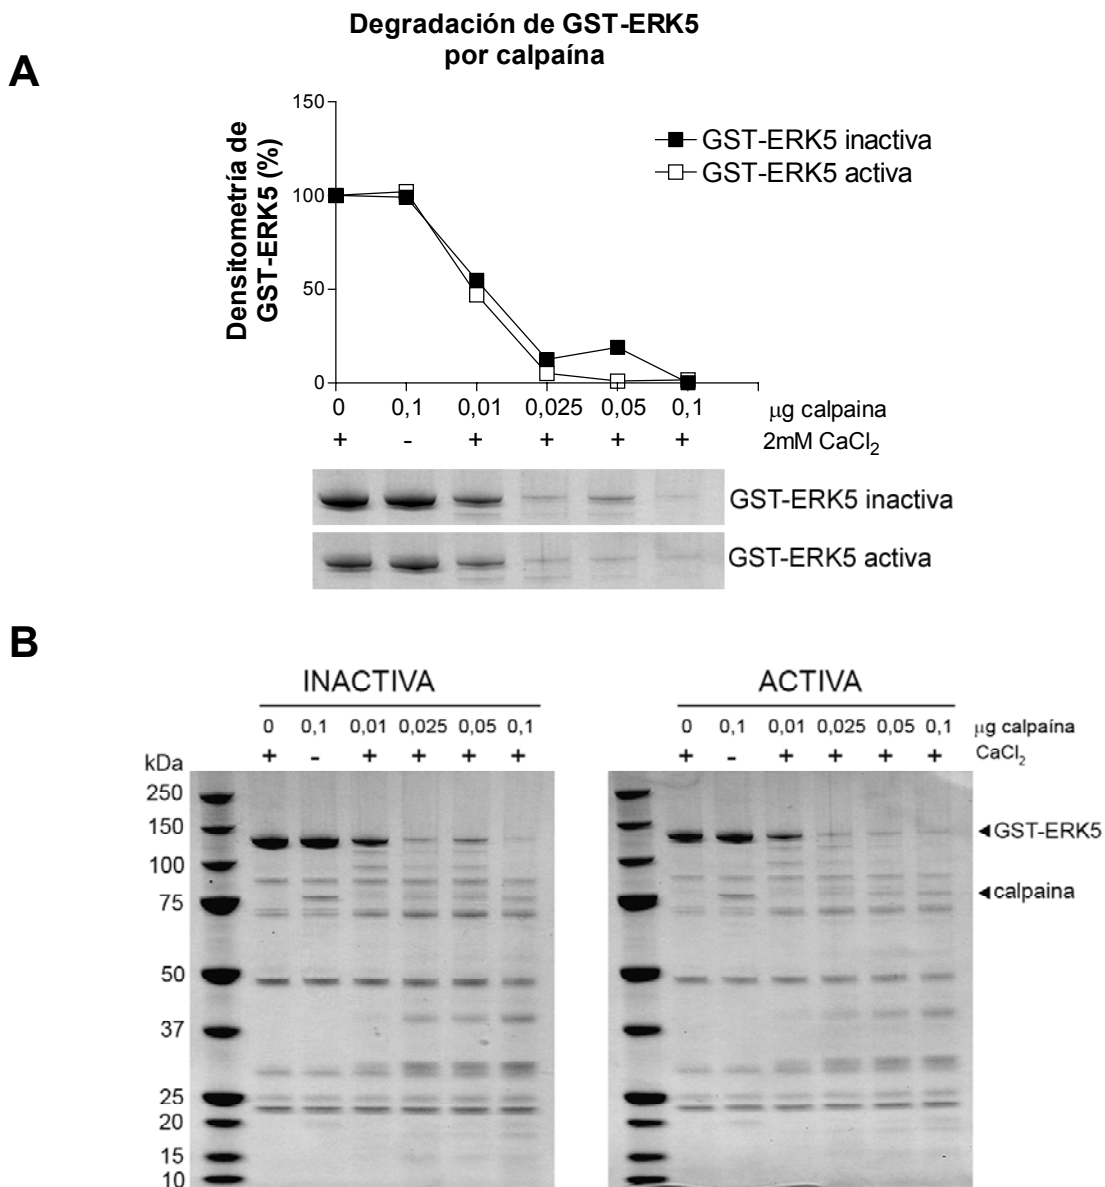 Degradación de GST-ERK5
por calpaína
A
Densitometría de
GST-ERK5 (%)
150
100
50
0
GST-ERK5 inactiva
GST-ERK5 activa
0 0,1 0,01 0,025 0,05 0,1 μg calpaina
+ - + + + + 2mM CaCl₂
GST-ERK5 inactiva
GST-ERK5 activa
B
INACTIVA
0 0,1 0,01 0,025 0,05 0,1
+ - + + + +
kDa
250
150
100
75
50
37
25
20
15
10
ACTIVA
0 0,1 0,01 0,025 0,05 0,1 μg calpaína
+ - + + + + CaCl₂
GST-ERK5
calpaina